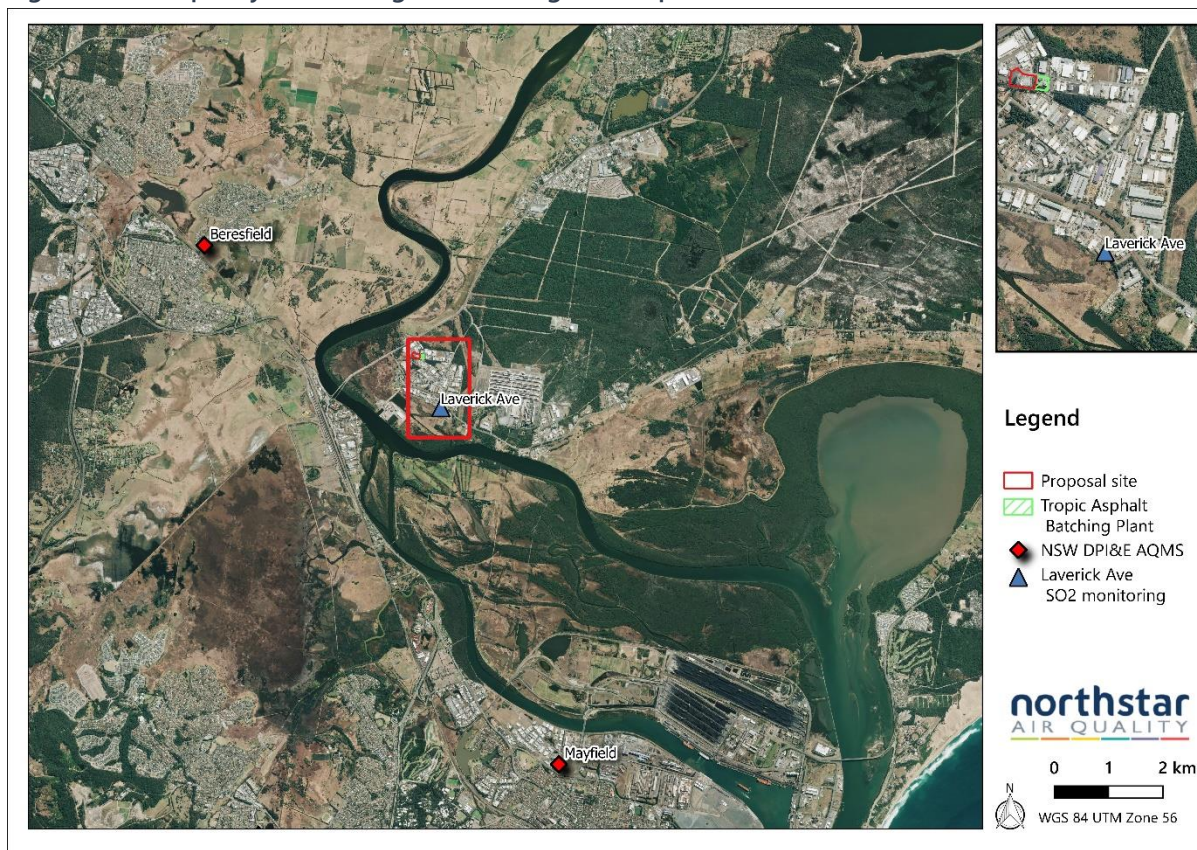 Beresfield
Laverick Ave
Mayfield
Laverick Ave
Legend
Proposal site
Tropic Asphalt
Batching Plant
NSW DPI&E AQMS
Laverick Ave
SO2 monitoring
northstar
AIR QUALITY
0 1 2 km
WGS 84 UTM Zone 56